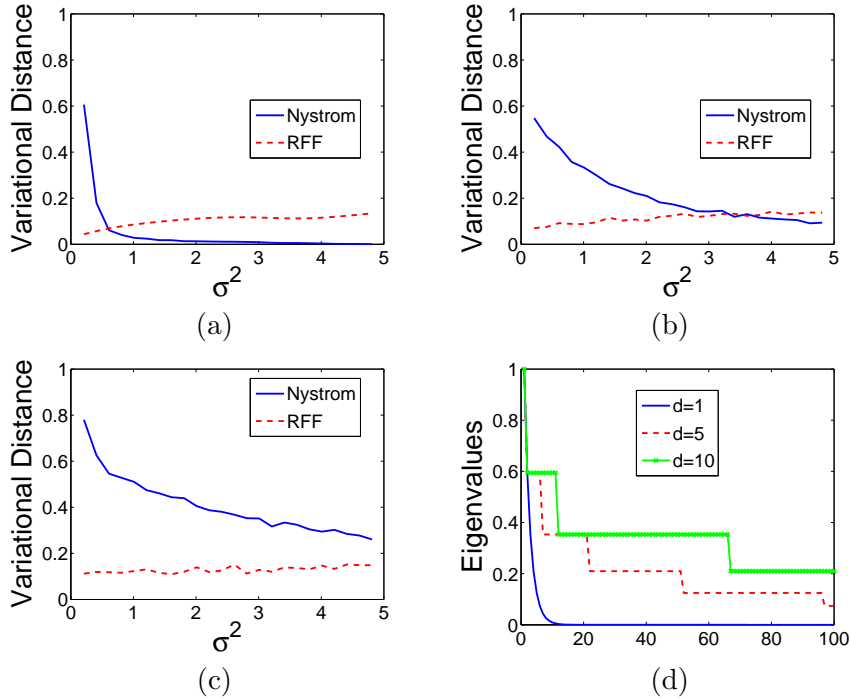 Variational Distance
1
0.8
0.6
0.4
0.2
0
0 1 2 3 4 5
Nystrom
RFF
σ²
(a)
Variational Distance
1
0.8
0.6
0.4
0.2
0
0 1 2 3 4 5
Nystrom
RFF
σ²
(b)
Variational Distance
1
0.8
0.6
0.4
0.2
0
0 1 2 3 4 5
Nystrom
RFF
σ²
(c)
Eigenvalues
1
0.8
0.6
0.4
0.2
0
0 20 40 60 80 100
d=1
d=5
d=10
(d)